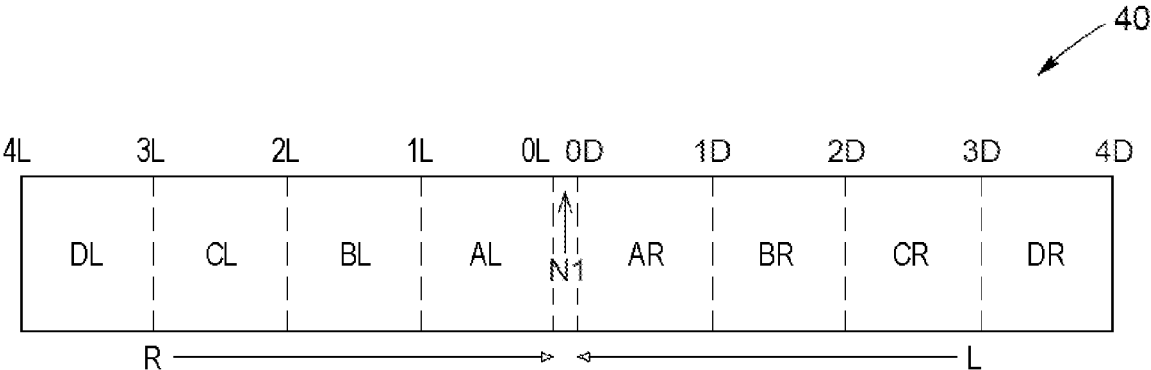 40
4L 3L 2L 1L 0L 0D 1D 2D 3D 4D
DL CL BL AL N1 AR BR CR DR
R L